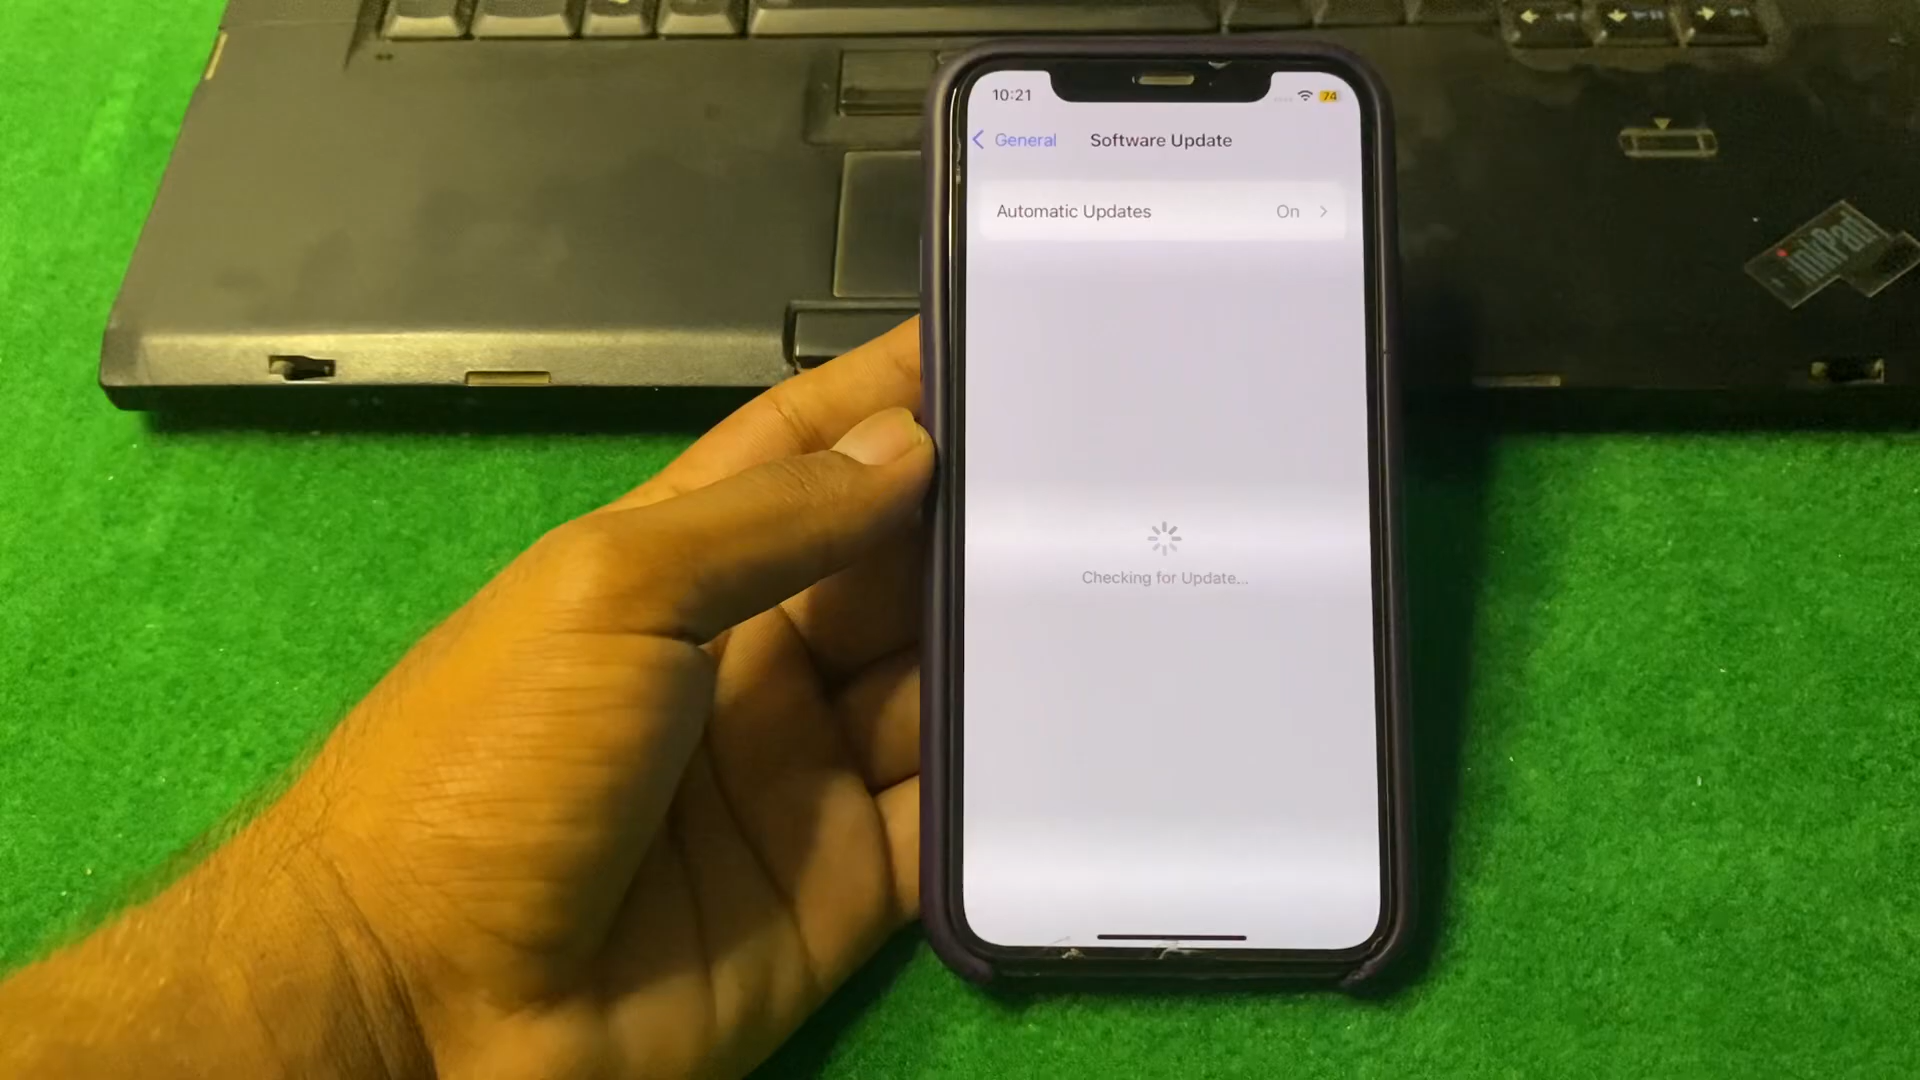 10:21
74
General
Software Update
Automatic Updates
On
Checking for Update...
ThinkPad